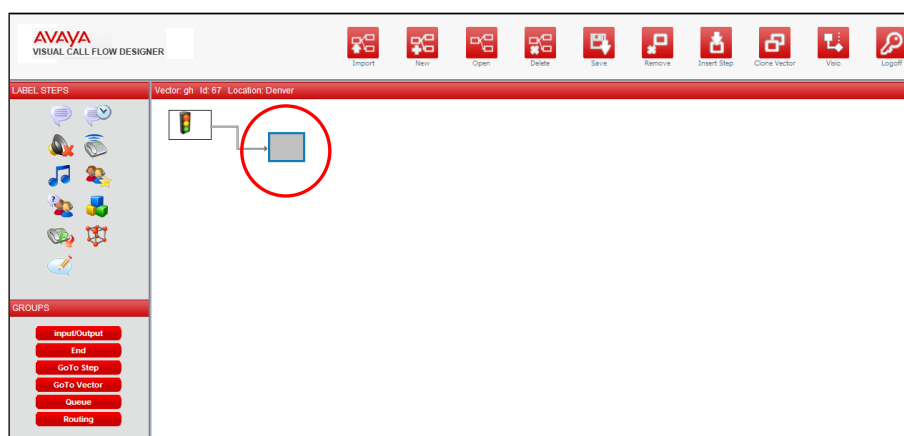 AVAYA
VISUAL CALL FLOW DESIGNER
Import New Open Delete Save Remove Insert Step Clone Vector Visio Logoff
LABEL STEPS
Vector: gh Id: 67 Location: Denver
GROUPS
input/Output
End
GoTo Step
GoTo Vector
Queue
Routing